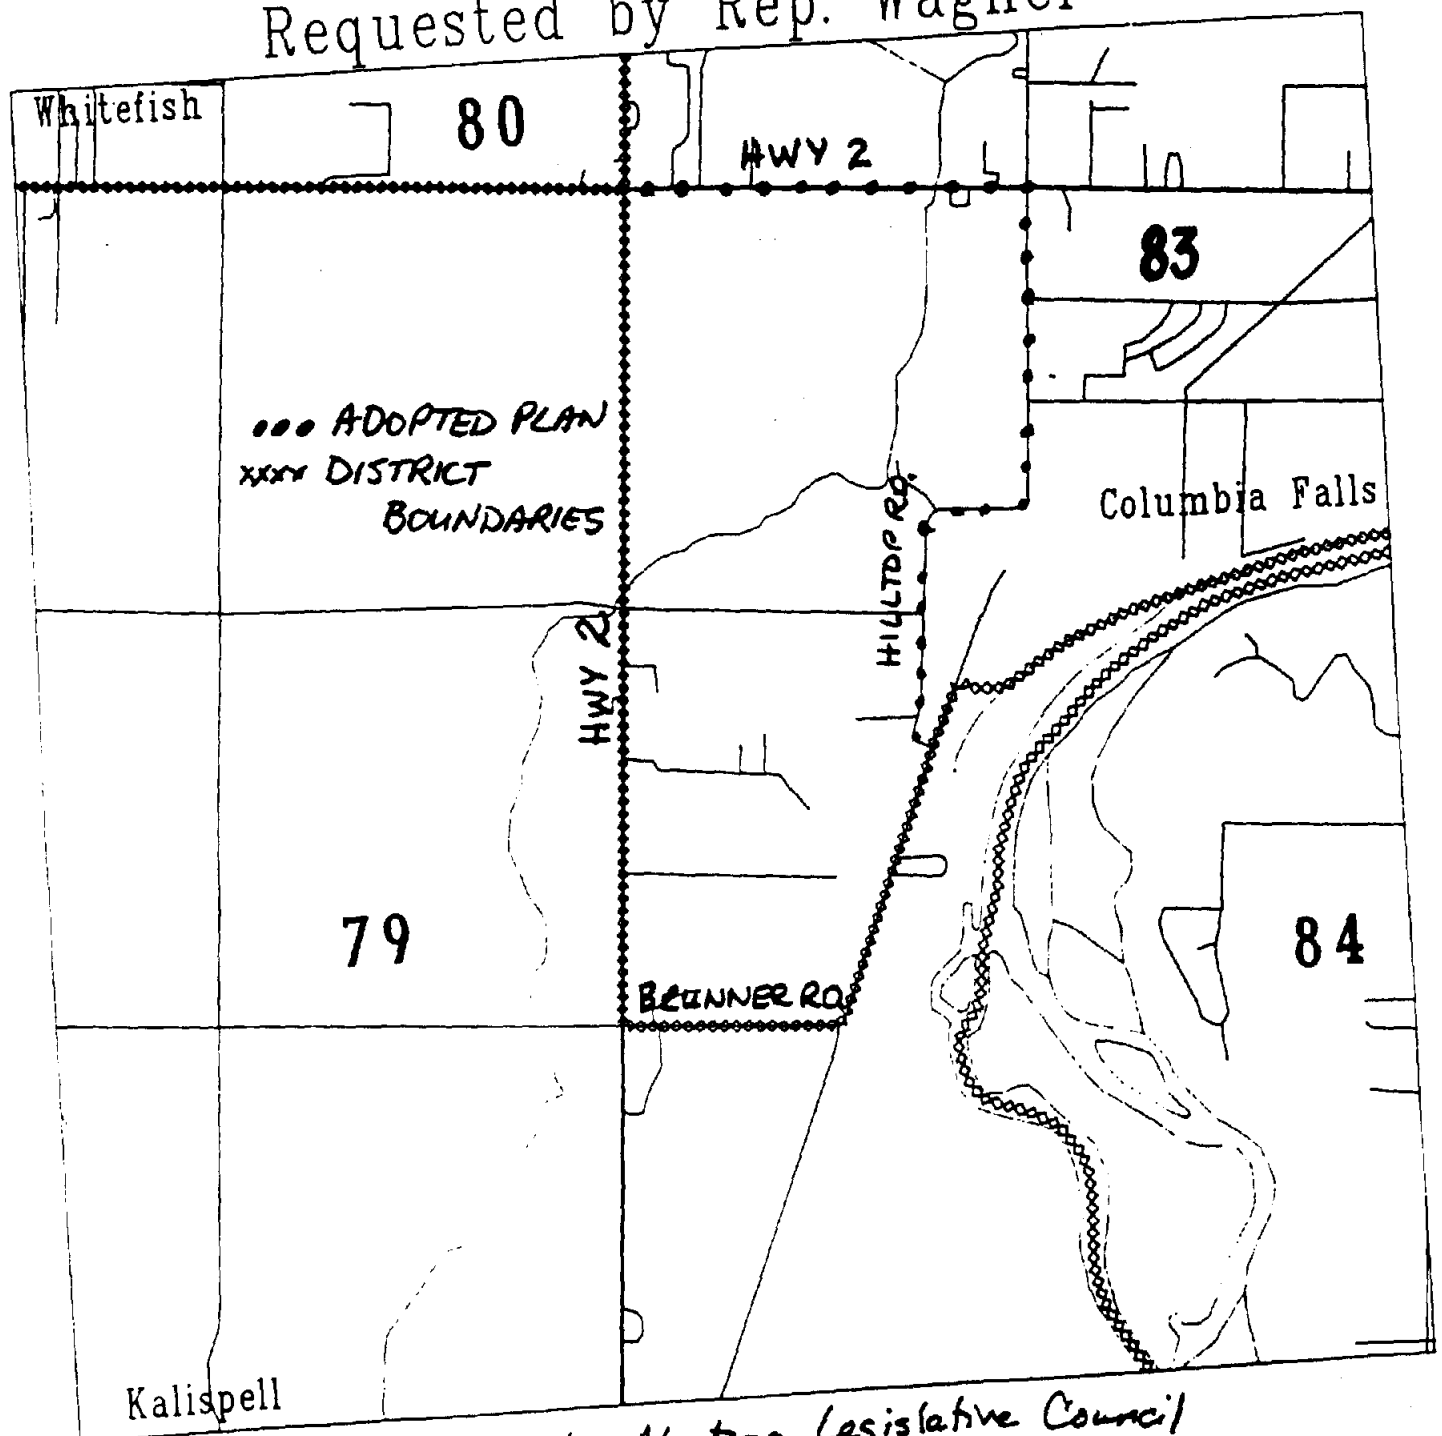 Requested by Rep. Wagner
Whitefish
80
HWY 2
83
••• ADOPTED PLAN
xxxx DISTRICT
BOUNDARIES
HILLTOP RD.
Columbia Falls
HWY 2
79
84
BRUNNER RD
Kalispell
Legislative Council